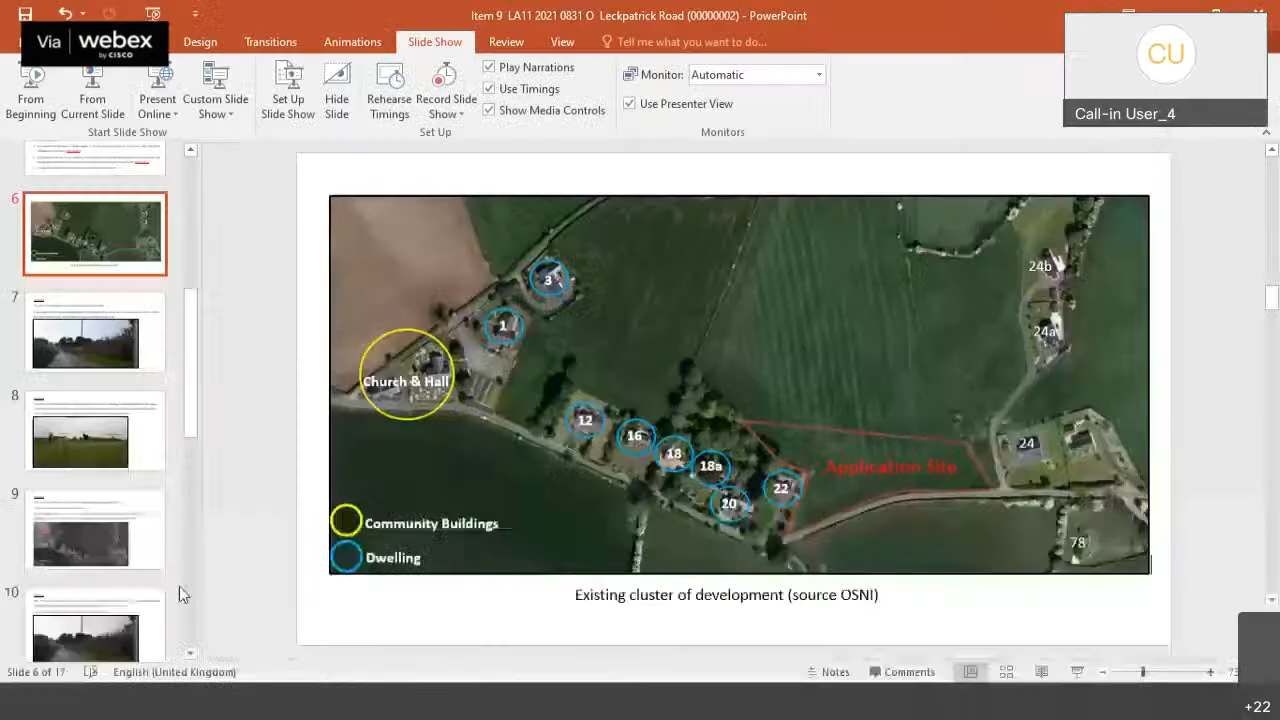 Item 9 LA11 2021 0831 O Leckpatrick Road (00000002) - PowerPoint
Via webex
by CISCO
Design Transitions Animations Slide Show Review View Tell me what you want to do...
From Beginning
From Current Slide
Present Online
Custom Slide Show
Set Up Slide Show
Hide Slide
Rehearse Timings
Record Slide Show
Play Narrations
Use Timings
Show Media Controls
Monitor: Automatic
Use Presenter View
Start Slide Show
Set Up
Monitors
CU
Call-in User_4
6
7
8
9
10
3
1
Church & Hall
12
16
18
18a
20
22
Application Site
24b
24a
24
78
Community Buildings
Dwelling
Existing cluster of development (source OSNI)
Slide 6 of 17 English (United Kingdom) Notes Comments
+22